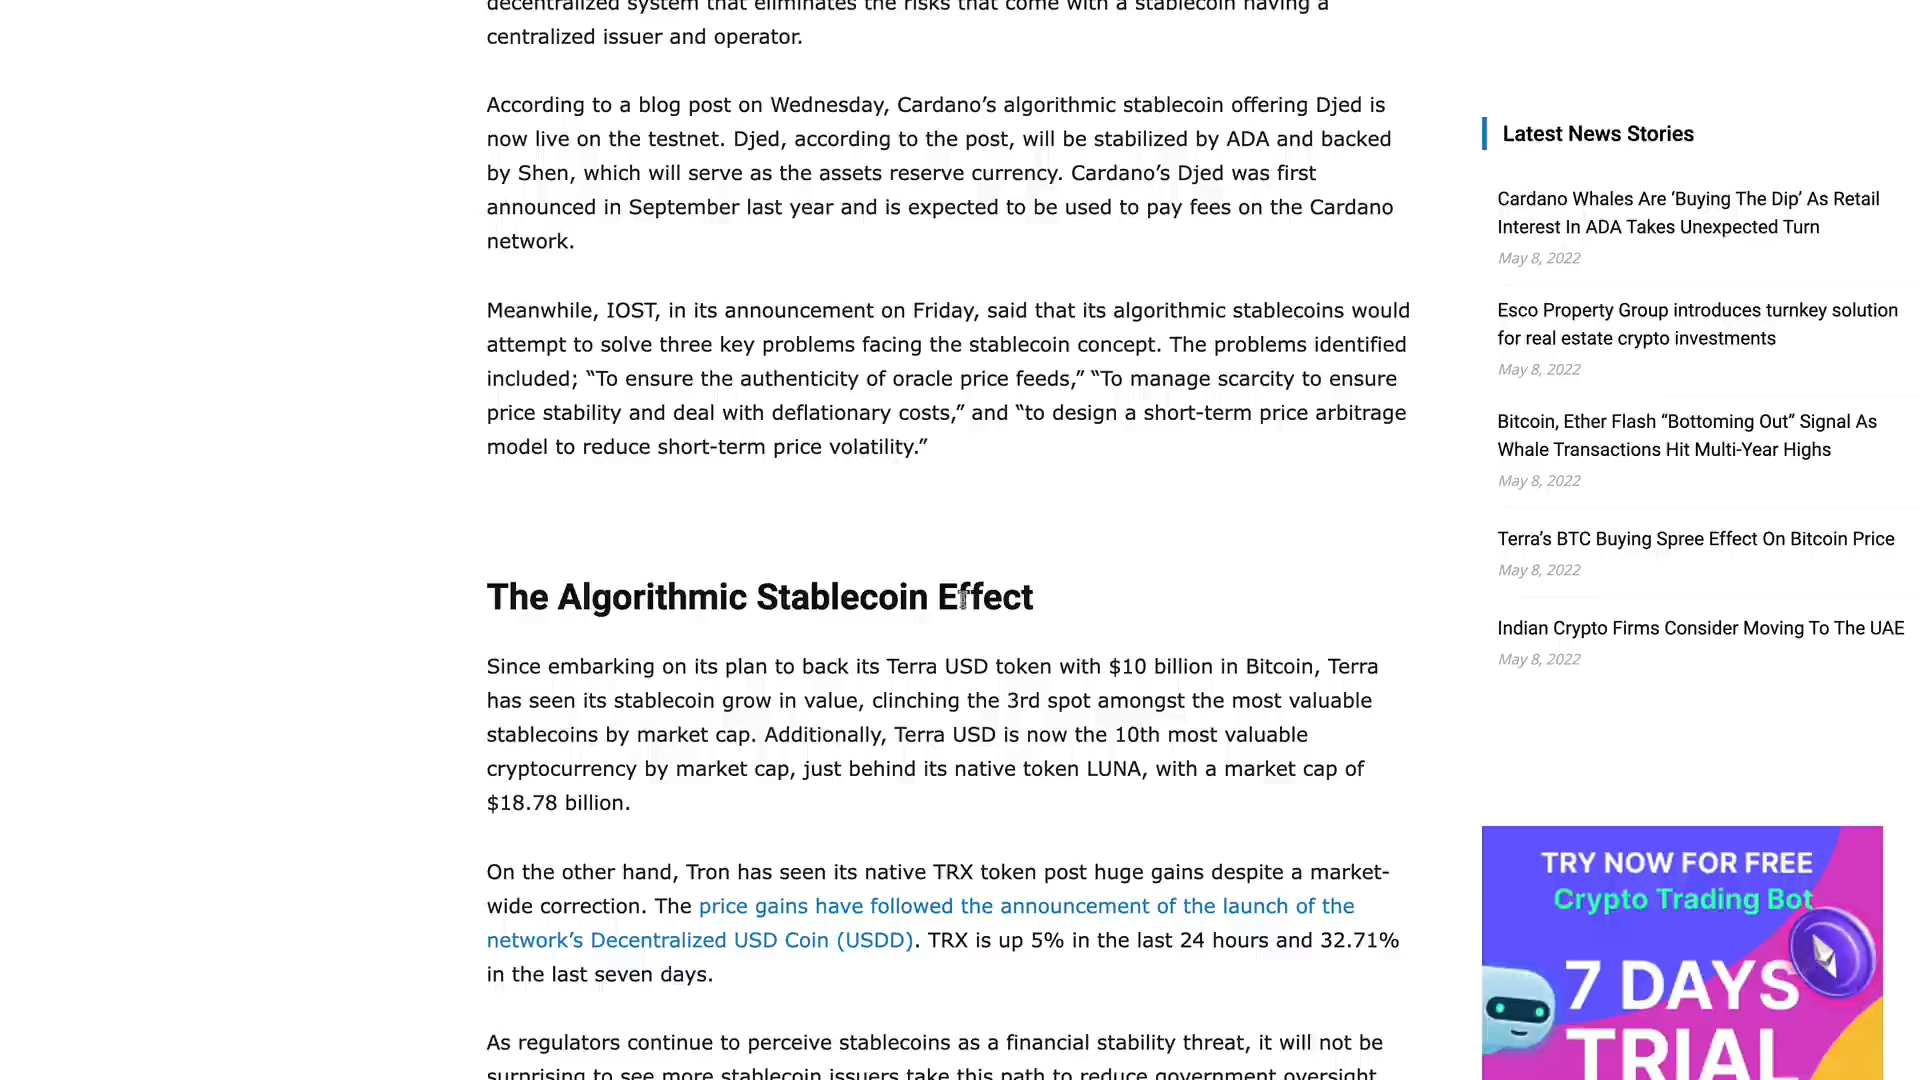 decentralized system that eliminates the risks that come with a stablecoin having a
centralized issuer and operator.
According to a blog post on Wednesday, Cardano’s algorithmic stablecoin offering Djed is
now live on the testnet. Djed, according to the post, will be stabilized by ADA and backed
by Shen, which will serve as the assets reserve currency. Cardano’s Djed was first
announced in September last year and is expected to be used to pay fees on the Cardano
network.
Meanwhile, IOST, in its announcement on Friday, said that its algorithmic stablecoins would
attempt to solve three key problems facing the stablecoin concept. The problems identified
included; “To ensure the authenticity of oracle price feeds,” “To manage scarcity to ensure
price stability and deal with deflationary costs,” and “to design a short-term price arbitrage
model to reduce short-term price volatility.”
The Algorithmic Stablecoin Effect
Since embarking on its plan to back its Terra USD token with $10 billion in Bitcoin, Terra
has seen its stablecoin grow in value, clinching the 3rd spot amongst the most valuable
stablecoins by market cap. Additionally, Terra USD is now the 10th most valuable
cryptocurrency by market cap, just behind its native token LUNA, with a market cap of
$18.78 billion.
On the other hand, Tron has seen its native TRX token post huge gains despite a market-
wide correction. The price gains have followed the announcement of the launch of the
network’s Decentralized USD Coin (USDD). TRX is up 5% in the last 24 hours and 32.71%
in the last seven days.
As regulators continue to perceive stablecoins as a financial stability threat, it will not be
surprising to see more stablecoin issuers take this path to reduce government oversight
Latest News Stories
Cardano Whales Are ‘Buying The Dip’ As Retail
Interest In ADA Takes Unexpected Turn
May 8, 2022
Esco Property Group introduces turnkey solution
for real estate crypto investments
May 8, 2022
Bitcoin, Ether Flash “Bottoming Out” Signal As
Whale Transactions Hit Multi-Year Highs
May 8, 2022
Terra’s BTC Buying Spree Effect On Bitcoin Price
May 8, 2022
Indian Crypto Firms Consider Moving To The UAE
May 8, 2022
TRY NOW FOR FREE
Crypto Trading Bot
7 DAYS
TRIAL